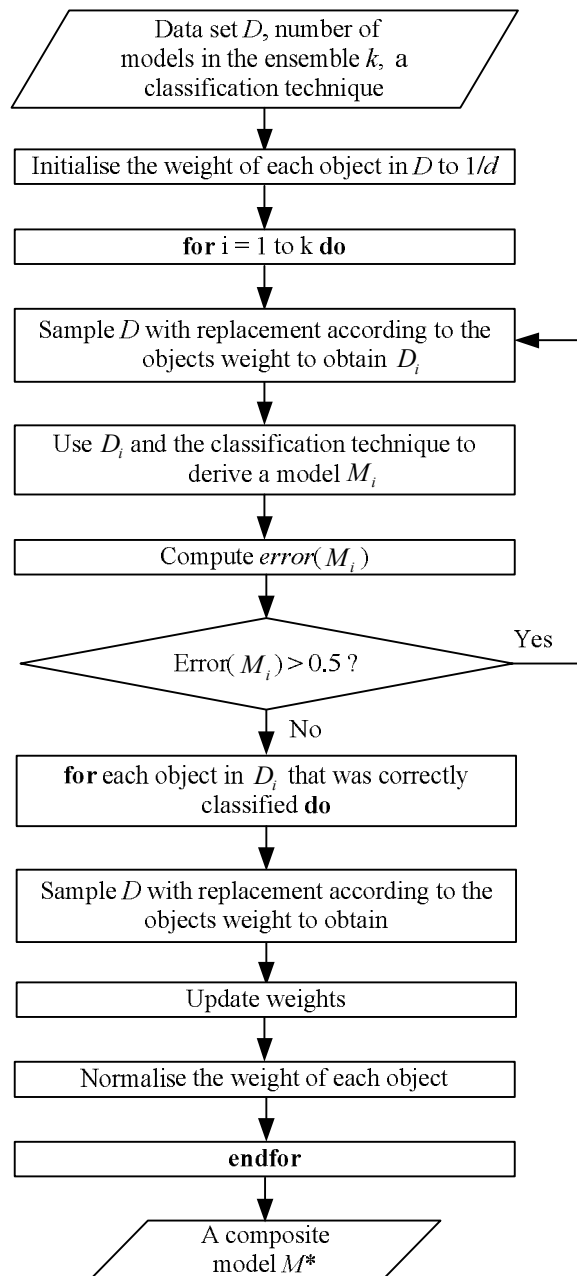 Data set D, number of
models in the ensemble k, a
classification technique
Initialise the weight of each object in D to 1/d
for i = 1 to k do
Sample D with replacement according to the
objects weight to obtain D_i
Use D_i and the classification technique to
derive a model M_i
Compute error(M_i)
Error(M_i) > 0.5 ?
Yes
No
for each object in D_i that was correctly
classified do
Sample D with replacement according to the
objects weight to obtain
Update weights
Normalise the weight of each object
endfor
A composite
model M*